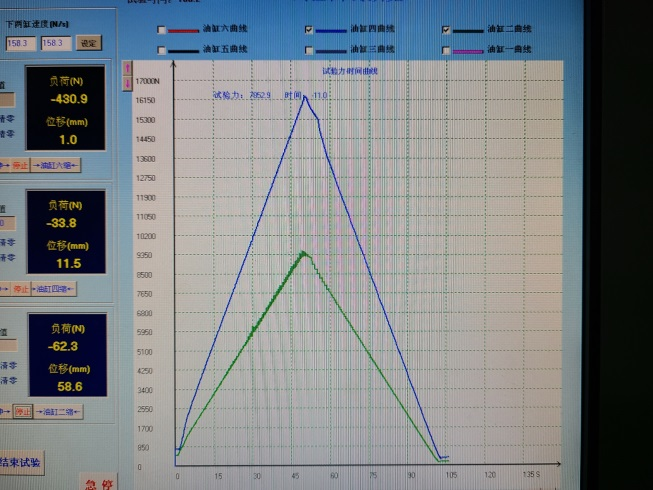 油缸六曲线 油缸四曲线 油缸二曲线
下两缸速度(N/s)
158.3 158.3 设定
油缸五曲线 油缸三曲线 油缸一曲线
试验力时间曲线
试验力: 7852.9 时间: -11.0
负荷(N)
-430.9
位移(mm)
1.0
清零
清零
停止 →油缸六缩←
值
负荷(N)
-33.8
位移(mm)
11.5
清零
清零
停止 →油缸四缩←
值
负荷(N)
-62.3
位移(mm)
58.6
清零
清零
停止 →油缸二缩←
结束试验
急停
17000N
16150
15300
14450
13600
12750
11900
11050
10200
9350
8500
7650
6800
5950
5100
4250
3400
2550
1700
850
0
0 15 30 45 60 75 90 105 120 135 s